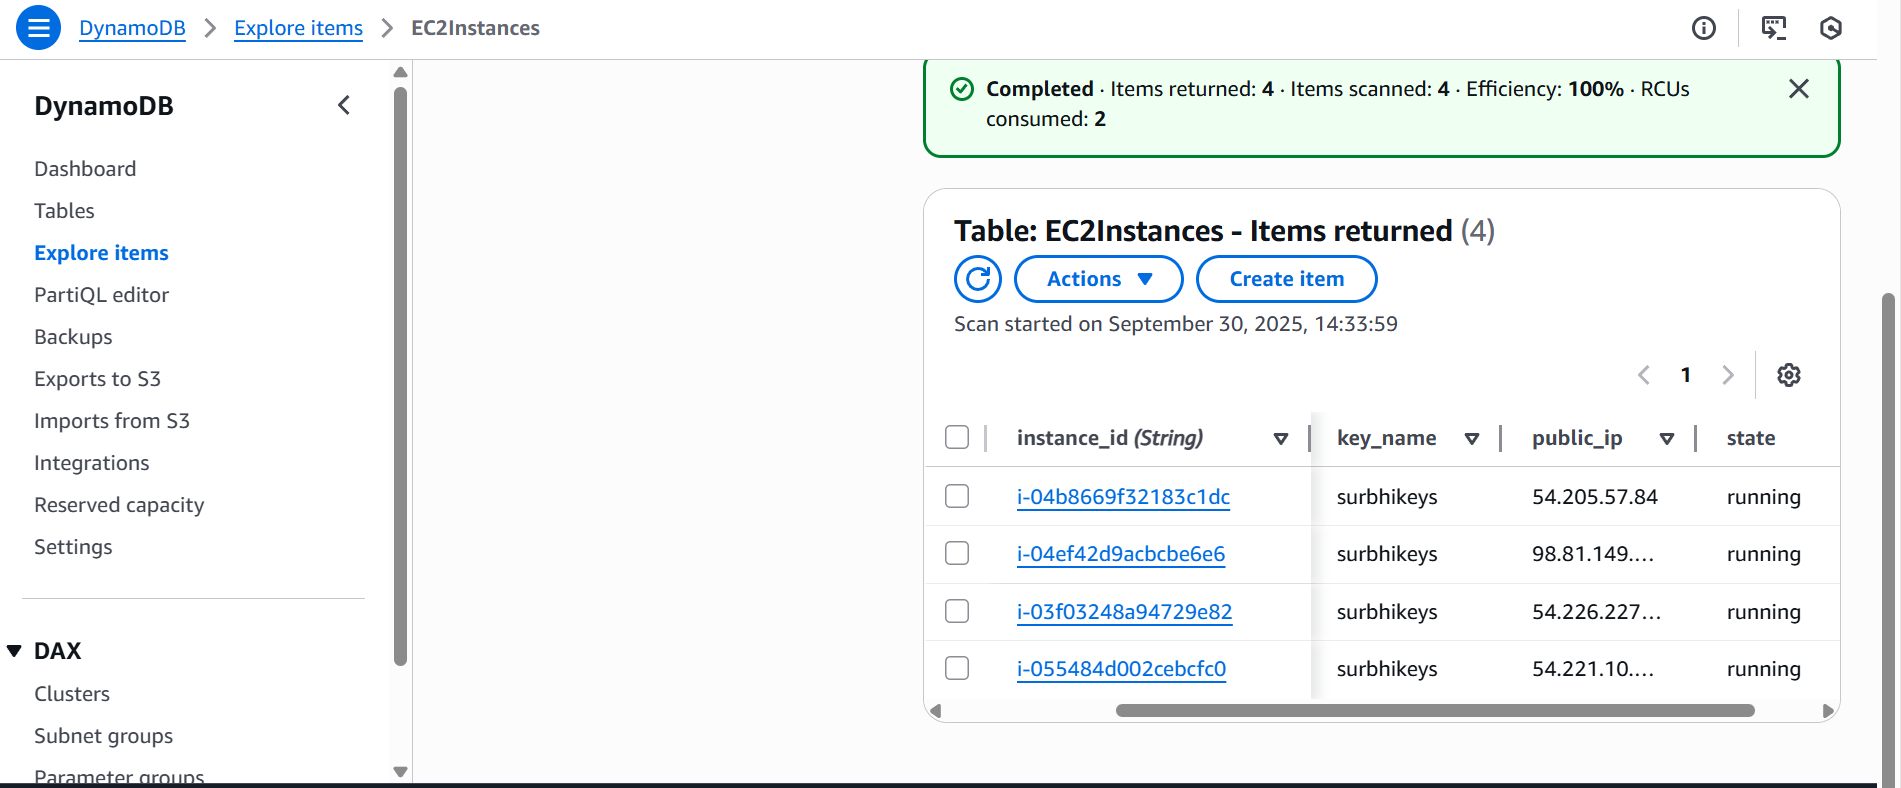 DynamoDB > Explore items > EC2Instances
DynamoDB
Dashboard
Tables
Explore items
PartiQL editor
Backups
Exports to S3
Imports from S3
Integrations
Reserved capacity
Settings
DAX
Clusters
Subnet groups
Parameter groups
Completed · Items returned: 4 · Items scanned: 4 · Efficiency: 100% · RCUs
consumed: 2
Table: EC2Instances - Items returned (4)
Actions Create item
Scan started on September 30, 2025, 14:33:59
1
instance_id (String) key_name public_ip state
i-04b8669f32183c1dc surbhikeys 54.205.57.84 running
i-04ef42d9acbcbe6e6 surbhikeys 98.81.149.... running
i-03f03248a94729e82 surbhikeys 54.226.227... running
i-055484d002cebcfc0 surbhikeys 54.221.10.... running